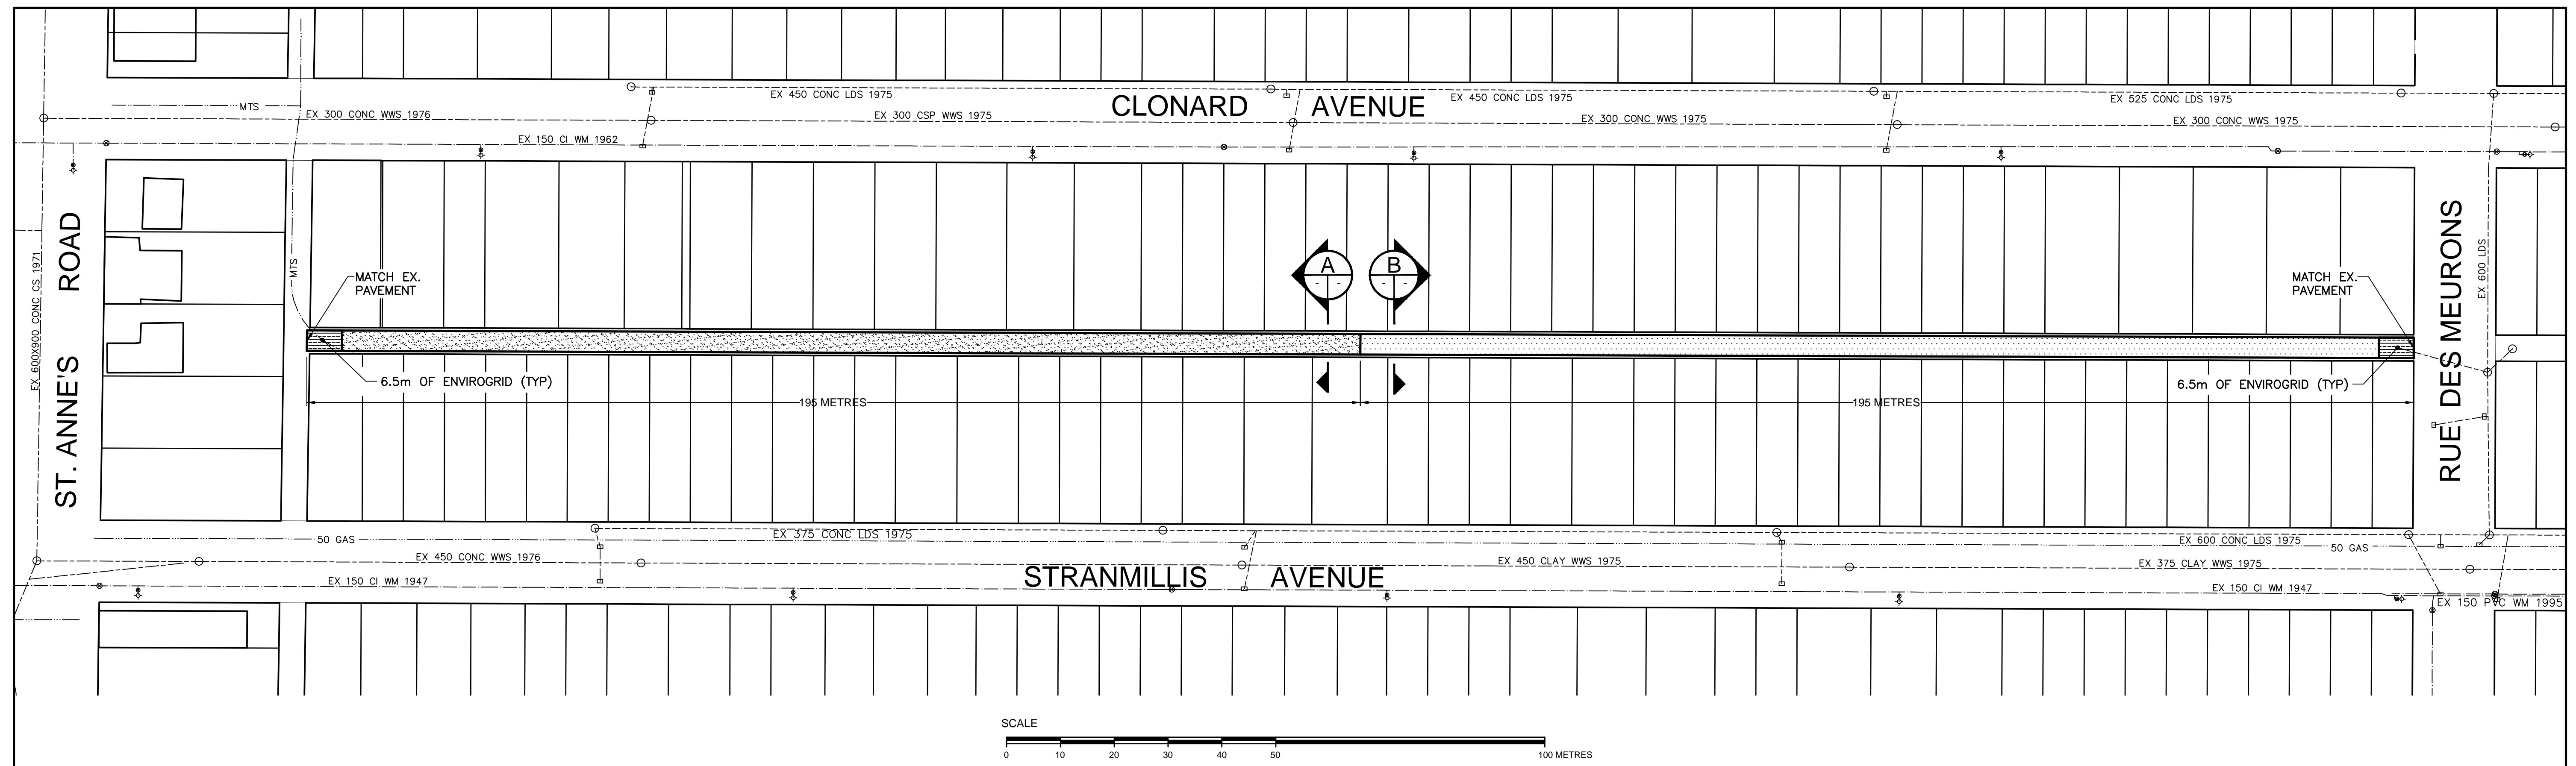 EX 450 CONC LDS 1975
CLONARD AVENUE
EX 450 CONC LDS 1975
EX 525 CONC LDS 1975
MTS
EX 300 CONC WWS 1976
EX 300 CSP WWS 1975
EX 300 CONC WWS 1975
EX 300 CONC WWS 1975
EX 150 CI WM 1962
ST. ANNE'S ROAD
EX 600X900 CONC CS 1971
MTS
MATCH EX.
PAVEMENT
A
- -
B
- -
MATCH EX.
PAVEMENT
RUE DES MEURONS
EX 600 LDS
6.5m OF ENVIROGRID (TYP)
6.5m OF ENVIROGRID (TYP)
195 METRES
195 METRES
50 GAS
EX 375 CONC LDS 1975
EX 600 CONC LDS 1975
50 GAS
EX 450 CONC WWS 1976
EX 450 CLAY WWS 1975
EX 375 CLAY WWS 1975
EX 150 CI WM 1947
STRANMILLIS AVENUE
EX 150 CI WM 1947
EX 150 PVC WM 1995
SCALE
0 10 20 30 40 50 100 METRES